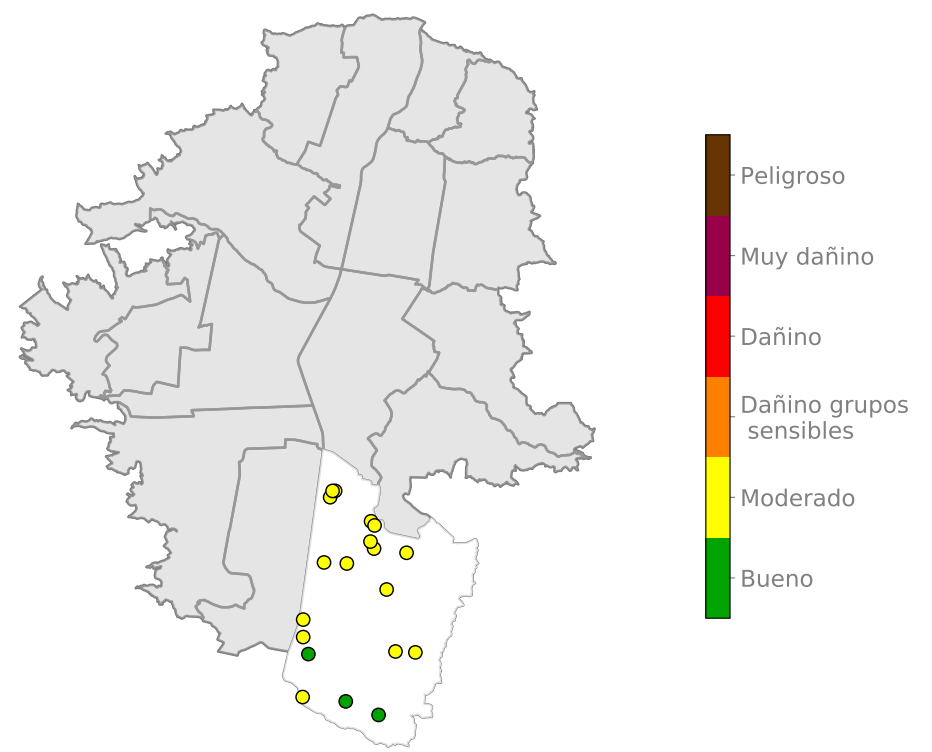 Peligroso
Muy dañino
Dañino
Dañino grupos
sensibles
Moderado
Bueno